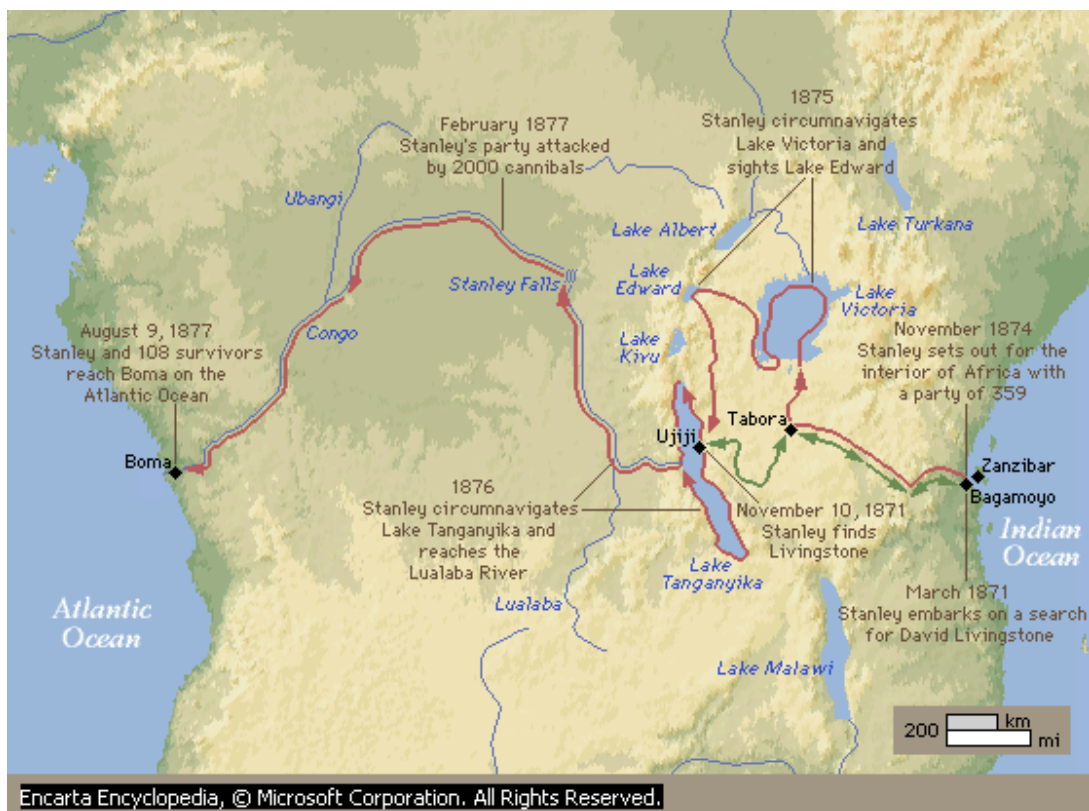 1875
Stanley circumnavigates
Lake Victoria and
sights Lake Edward
February 1877
Stanley's party attacked
by 2000 cannibals
Ubangi
Lake Albert
Lake Turkana
Stanley Falls
Lake
Edward
Lake
Victoria
Congo
Lake
Kivu
August 9, 1877
Stanley and 108 survivors
reach Boma on the
Atlantic Ocean
November 1874
Stanley sets out for the
interior of Africa with
a party of 359
Tabora
Ujiji
Boma
Zanzibar
Bagamoyo
1876
Stanley circumnavigates
Lake Tanganyika and
reaches the
Lualaba River
November 10, 1871
Stanley finds
Livingstone
Indian
Ocean
Lake
Tanganyika
Lualaba
March 1871
Stanley embarks on a search
for David Livingstone
Atlantic
Ocean
Lake Malawi
200 km
mi
Encarta Encyclopedia, © Microsoft Corporation. All Rights Reserved.